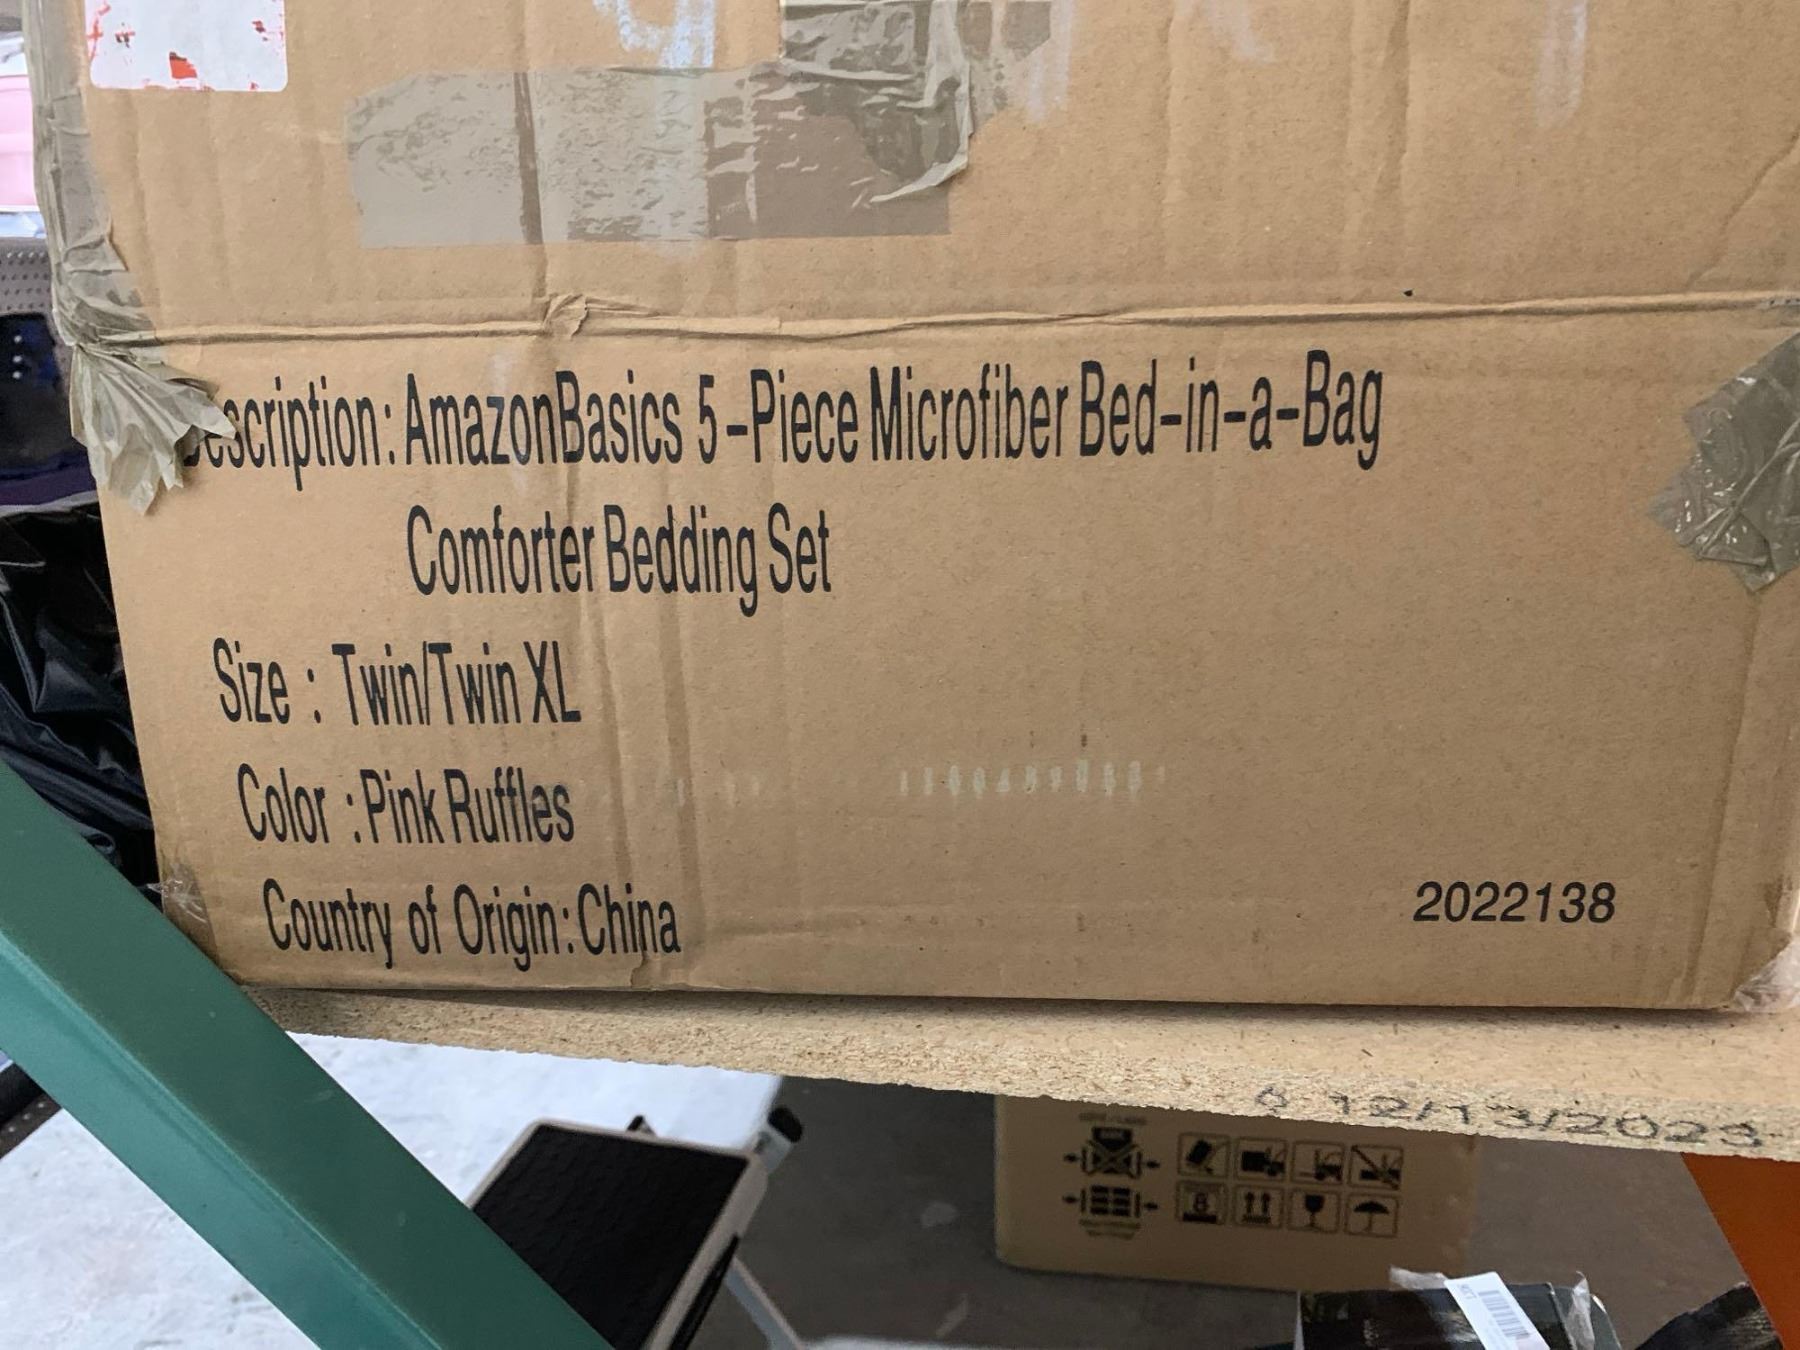 escription: AmazonBasics 5-Piece Microfiber Bed-in-a-Bag
Comforter Bedding Set
Size : Twin/Twin XL
Color : Pink Ruffles
Country of Origin: China
2022138
12/13/2023
8